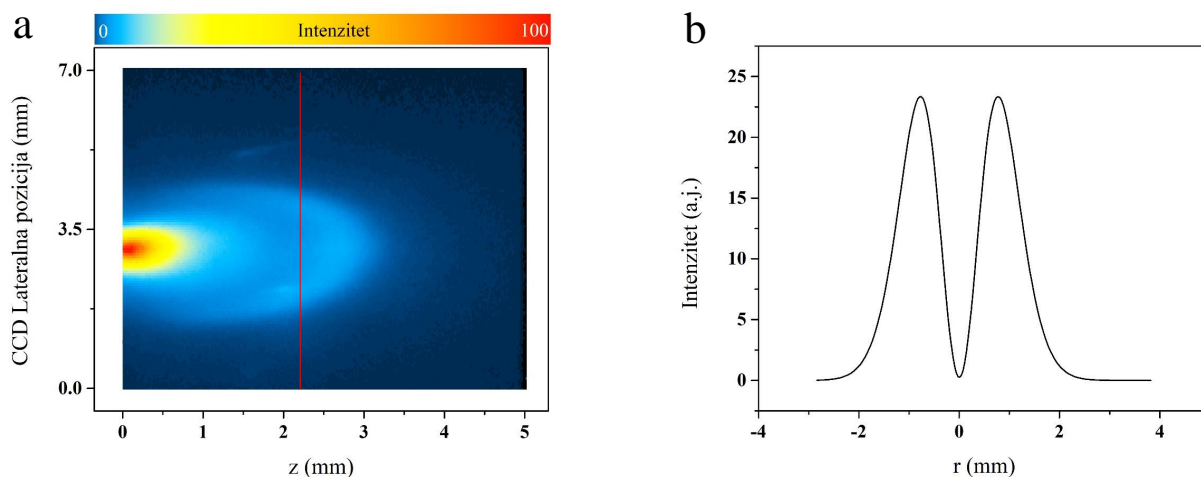 a
0 Intenzitet 100
7.0
3.5
0.0
CCD Lateralna pozicija (mm)
0 1 2 3 4 5
z (mm)
b
25
20
15
10
5
0
Intenzitet (a.j.)
-4 -2 0 2 4
r (mm)